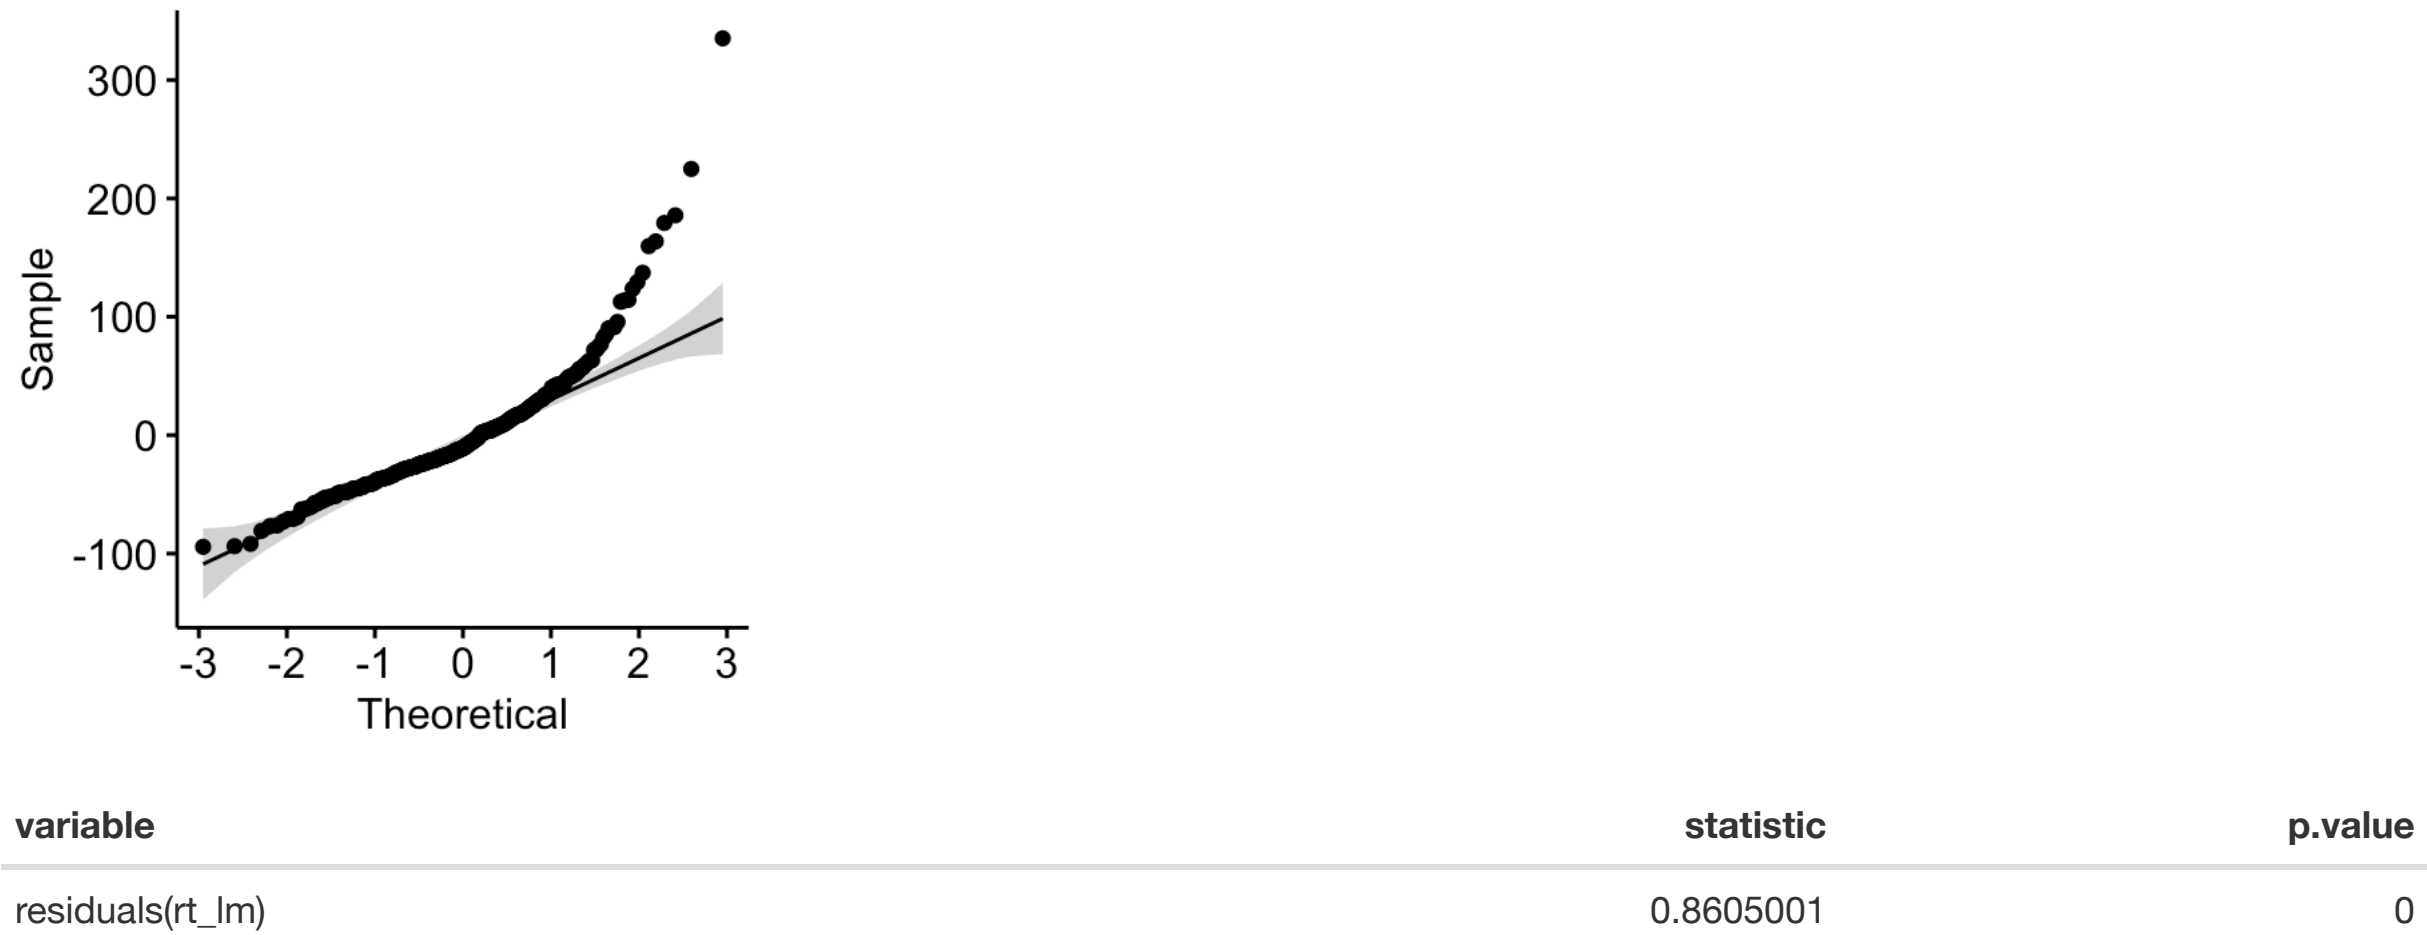 300
200
100
0
-100
Sample
-3 -2 -1 0 1 2 3
Theoretical
variable statistic p.value
residuals(rt_lm) 0.8605001 0